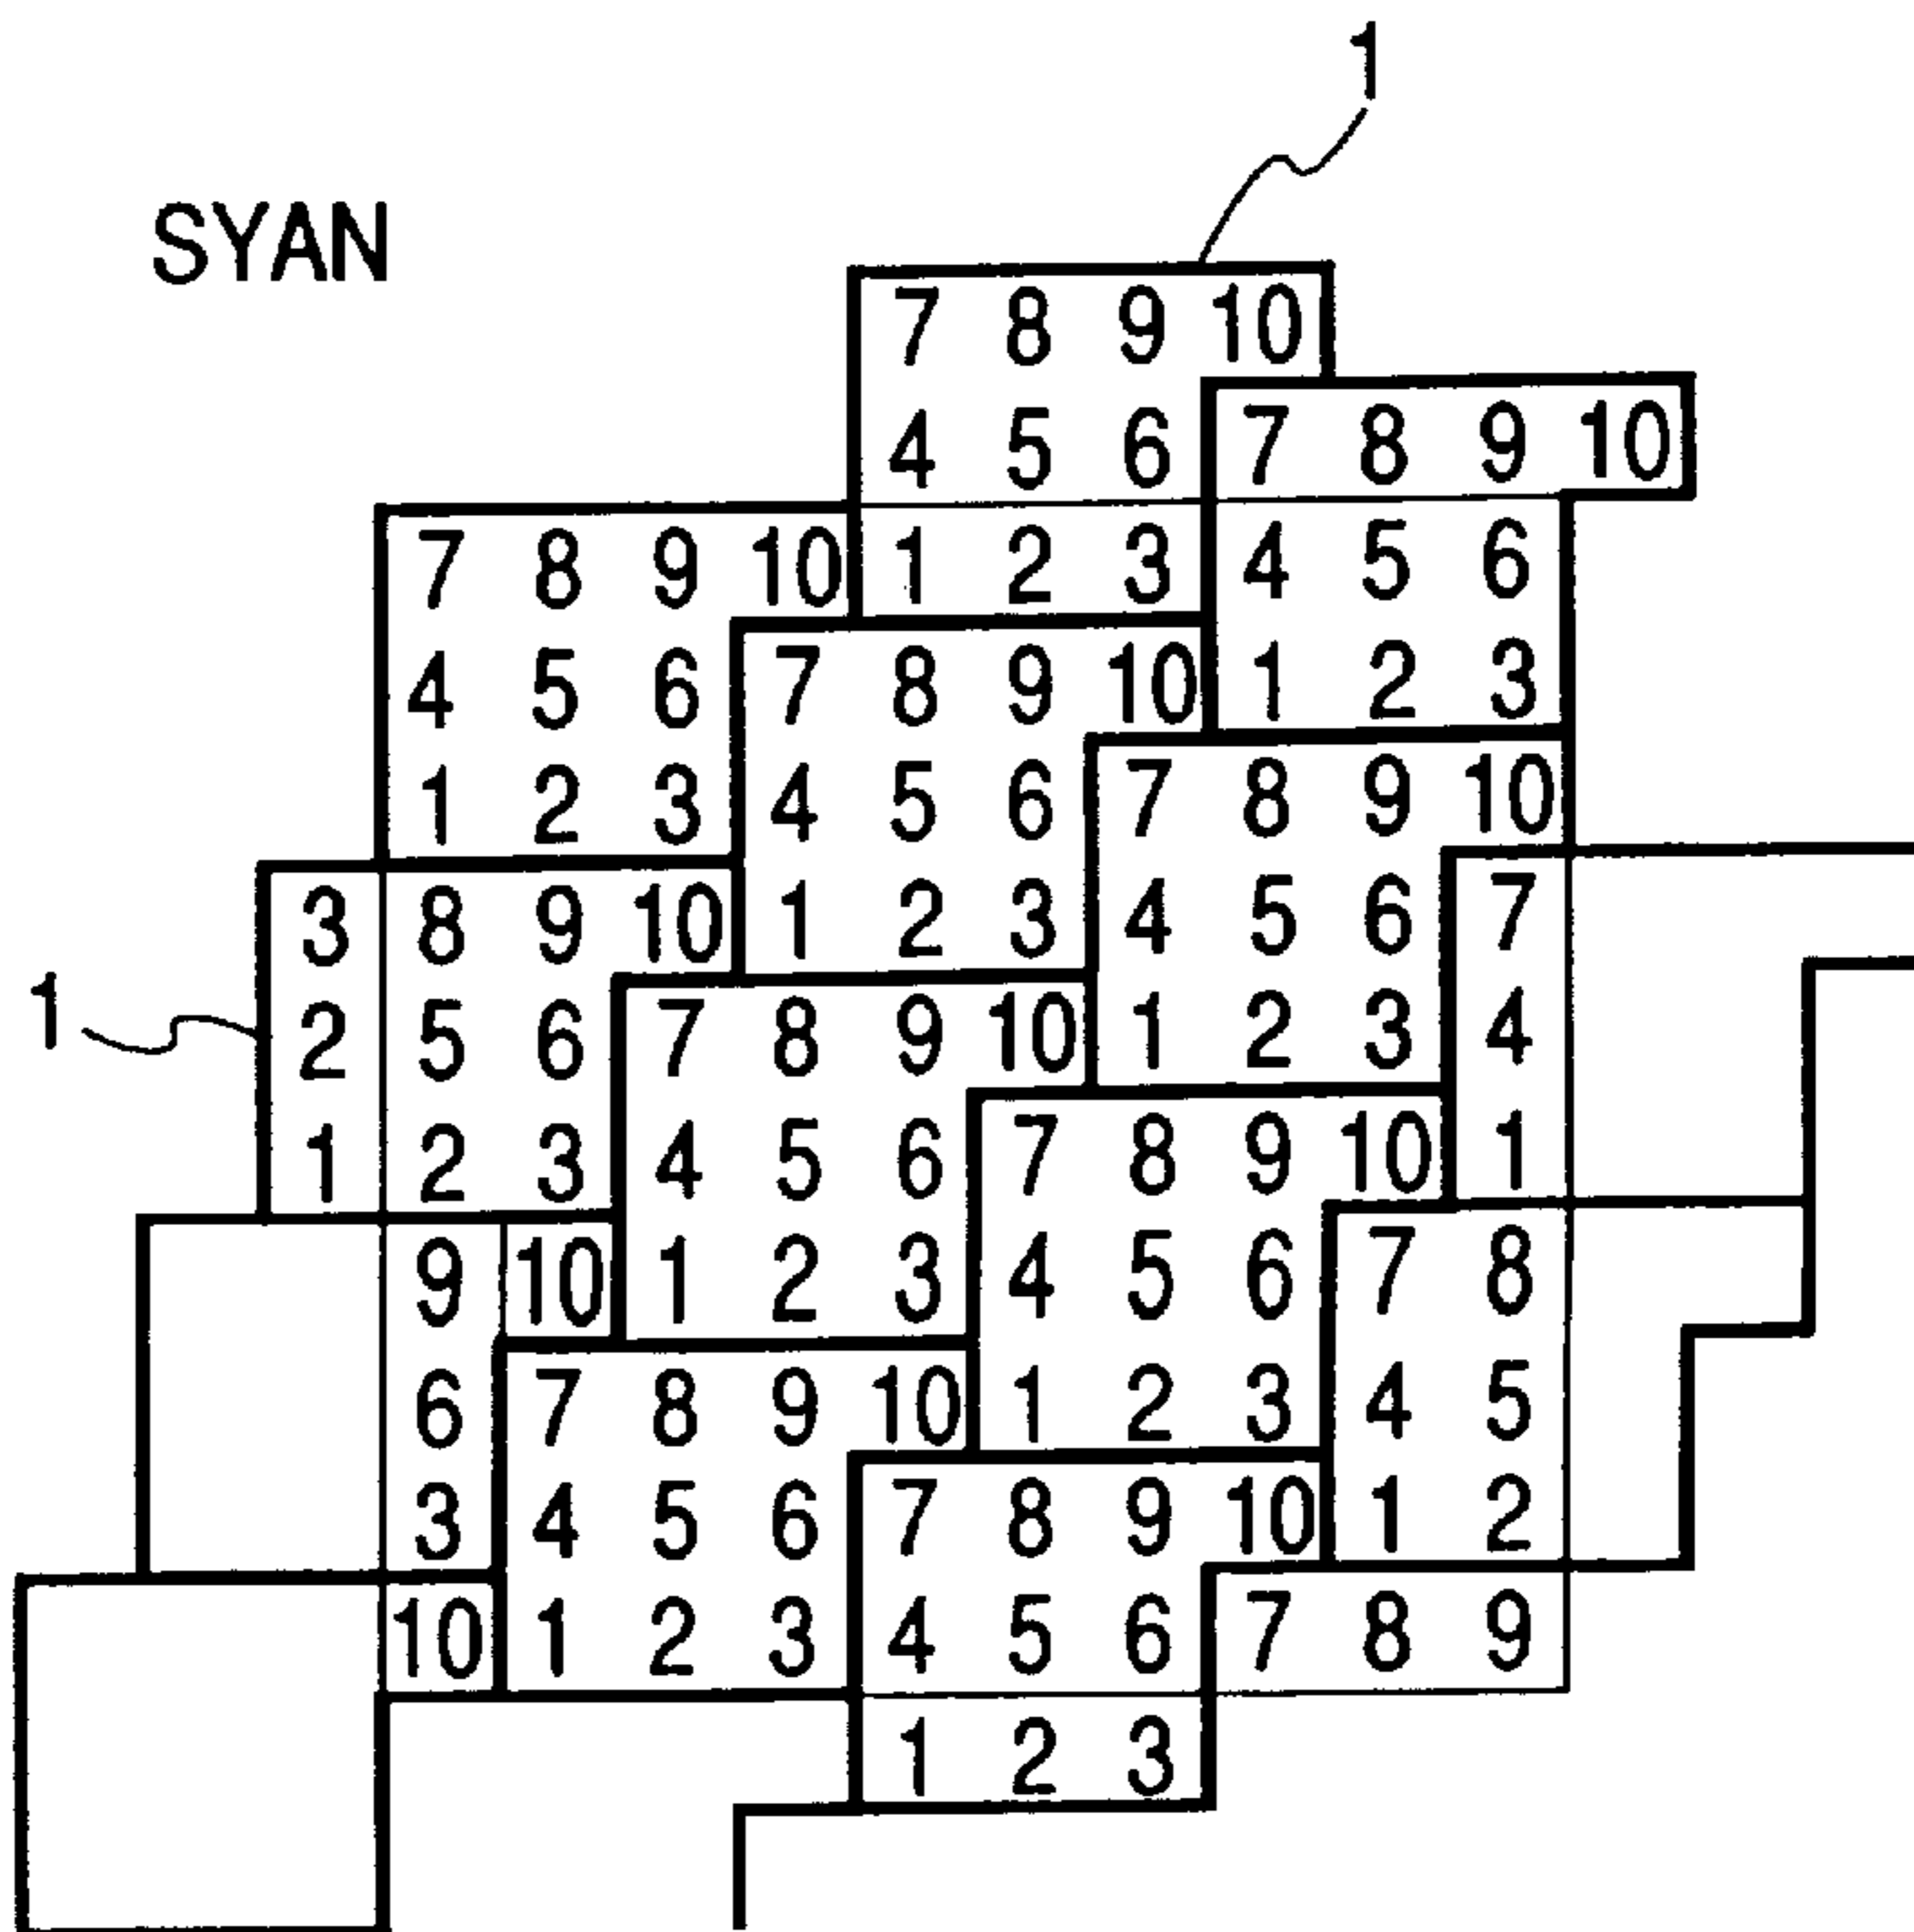 1
SYAN
7 8 9 10
4 5 6 7 8 9 10
7 8 9 10 1 2 3 4 5 6
4 5 6 7 8 9 10 1 2 3
1 2 3 4 5 6 7 8 9 10
3 8 9 10 1 2 3 4 5 6 7
1 2 5 6 7 8 9 10 1 2 3 4
1 2 3 4 5 6 7 8 9 10 1
9 10 1 2 3 4 5 6 7 8
6 7 8 9 10 1 2 3 4 5
3 4 5 6 7 8 9 10 1 2
10 1 2 3 4 5 6 7 8 9
1 2 3